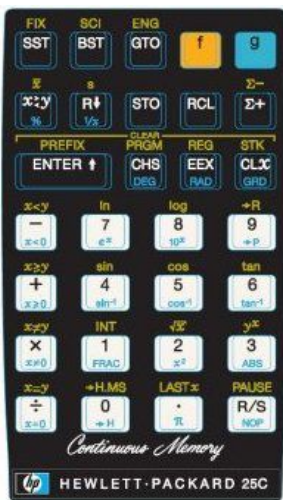 FIX SCI ENG
SST BST GTO f g
x̄ s Σ−
x≷y R↓ STO RCL Σ+
% 1/x
CLEAR
PREFIX PRGM REG STK
ENTER ↑ CHS EEX CLx
DEG RAD GRD
x<y ln log →R
− 7 8 9
x<0 eˣ 10ˣ →P
x≥y sin cos tan
+ 4 5 6
x≥0 sin⁻¹ cos⁻¹ tan⁻¹
x≠y INT √x yˣ
× 1 2 3
x≠0 FRAC x² ABS
x=y →H.MS LAST x PAUSE
÷ 0 · R/S
x=0 →H π NOP
Continuous Memory
hp HEWLETT·PACKARD 25C